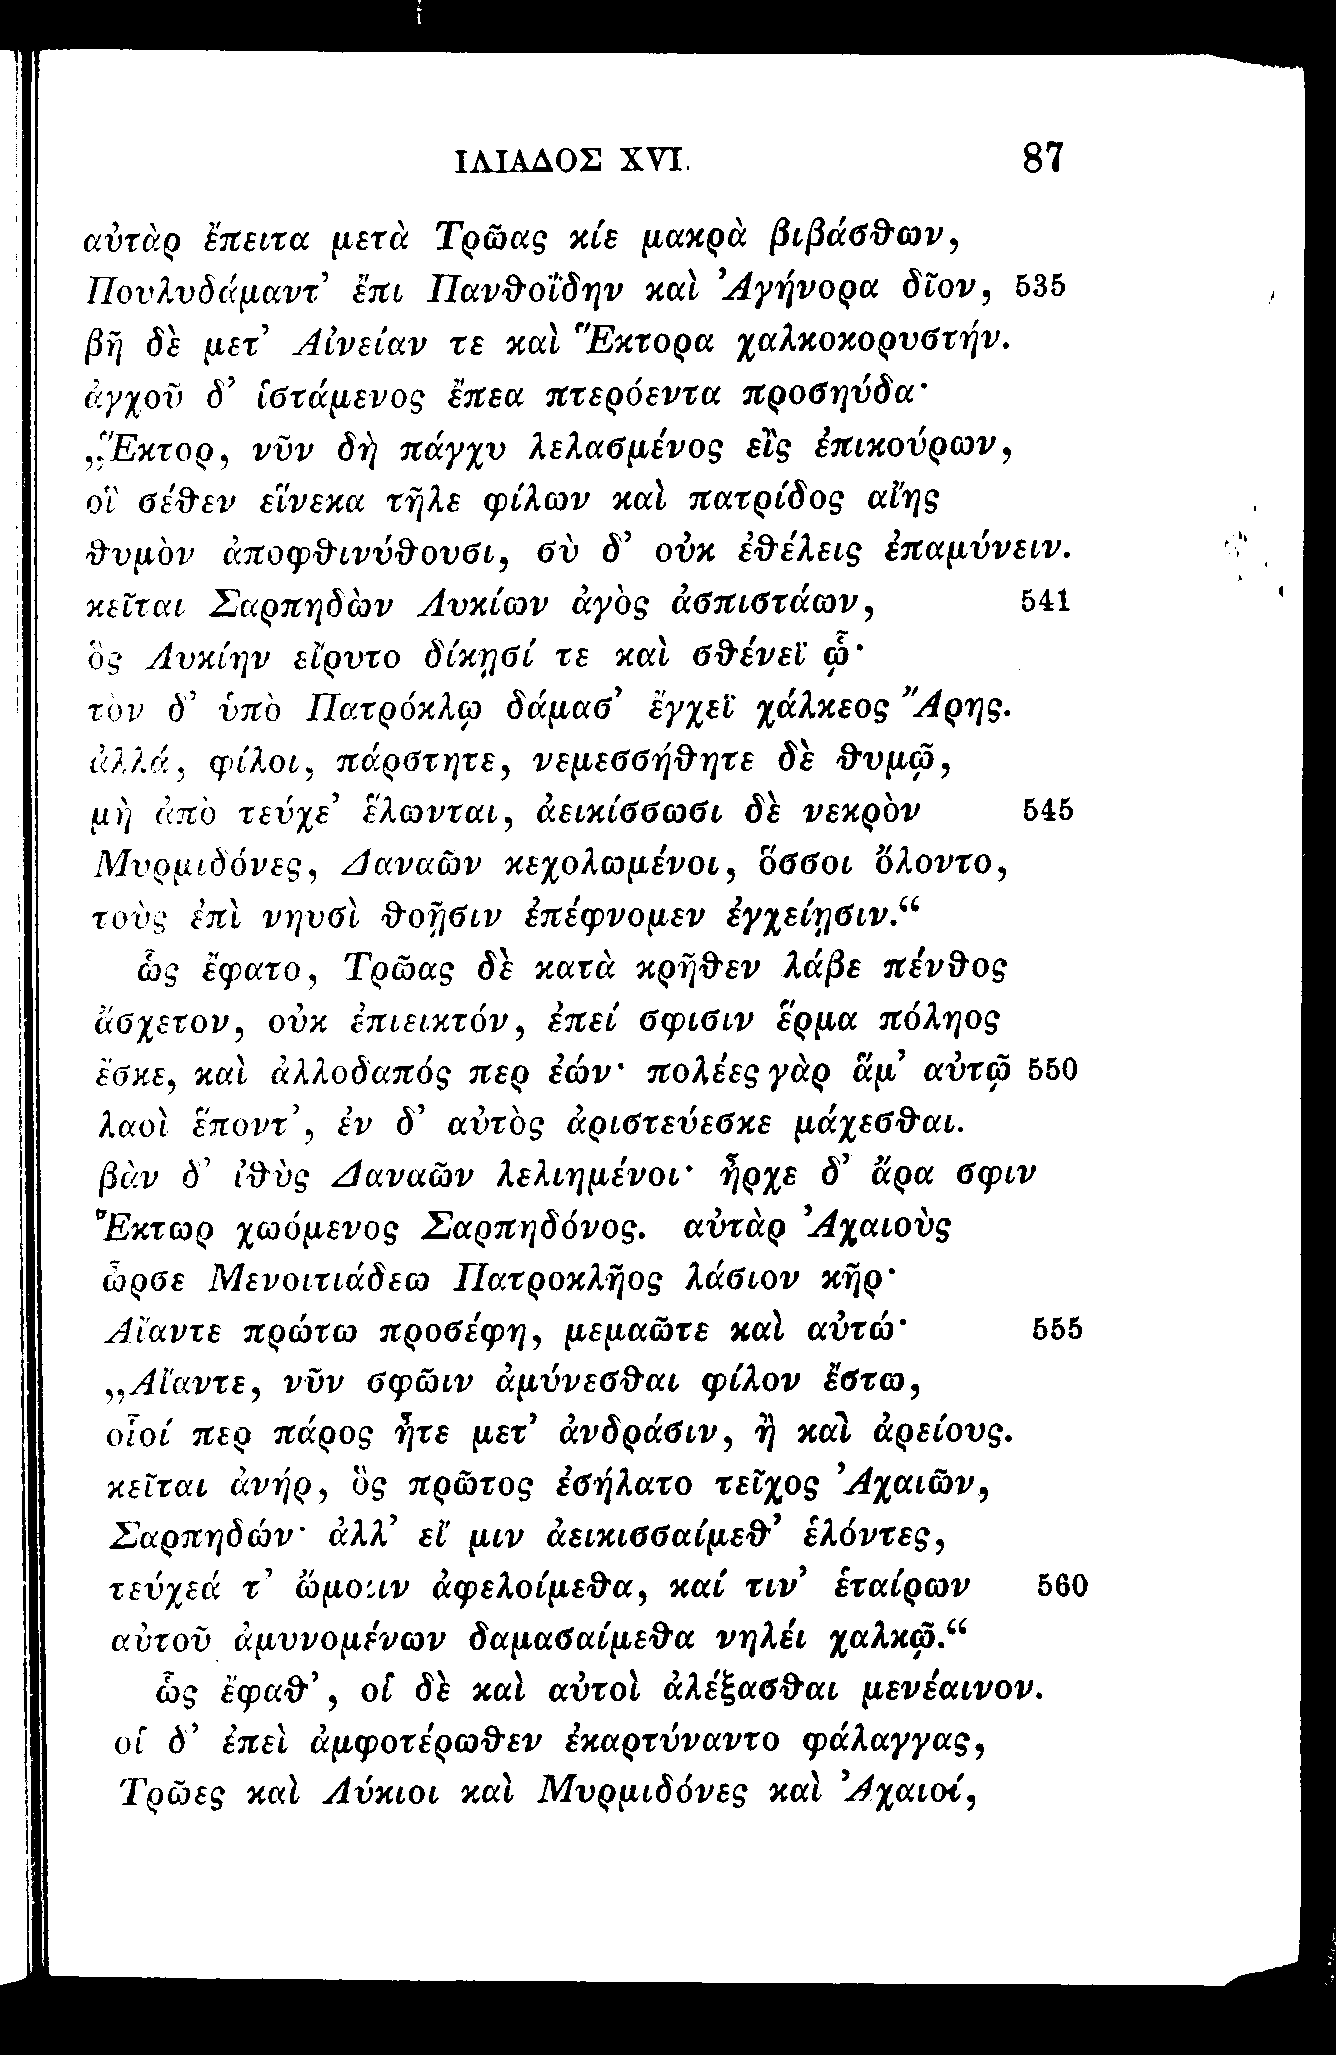 ΙΛΙΑΔΟΣ XVI. 87
αὐτὰρ ἔπειτα μετὰ Τρῶας κίε μακρὰ βιβάσθων,
Πουλυδάμαντ’ ἔπι Πανθοΐδην καὶ Ἀγήνορα δῖον, 535
βῆ δὲ μετ’ Αἰνείαν τε καὶ Ἕκτορα χαλκοκορυστήν.
ἀγχοῦ δ’ ἱστάμενος ἔπεα πτερόεντα προσηύδα·
„Ἕκτορ, νῦν δὴ πάγχυ λελασμένος εἶς ἐπικούρων,
οἳ σέθεν εἵνεκα τῆλε φίλων καὶ πατρίδος αἴης
θυμὸν ἀποφθινύθουσι, σὺ δ’ οὐκ ἐθέλεις ἐπαμύνειν.
κεῖται Σαρπηδὼν Λυκίων ἀγὸς ἀσπιστάων, 541
ὃς Λυκίην εἴρυτο δίκῃσί τε καὶ σθένεϊ ᾧ·
τὸν δ’ ὑπὸ Πατρόκλῳ δάμασ’ ἔγχεϊ χάλκεος Ἄρης.
ἀλλά, φίλοι, πάρστητε, νεμεσσήθητε δὲ θυμῷ,
μὴ ἀπὸ τεύχε’ ἕλωνται, ἀεικίσσωσι δὲ νεκρὸν 545
Μυρμιδόνες, Δαναῶν κεχολωμένοι, ὅσσοι ὄλοντο,
τοὺς ἐπὶ νηυσὶ θοῇσιν ἐπέφνομεν ἐγχείῃσιν.“
ὣς ἔφατο, Τρῶας δὲ κατὰ κρῆθεν λάβε πένθος
ἄσχετον, οὐκ ἐπιεικτόν, ἐπεί σφισιν ἕρμα πόληος
ἔσκε, καὶ ἀλλοδαπός περ ἐών· πολέες γὰρ ἅμ’ αὐτῷ 550
λαοὶ ἕποντ’, ἐν δ’ αὐτὸς ἀριστεύεσκε μάχεσθαι.
βὰν δ’ ἰθὺς Δαναῶν λελιημένοι· ἦρχε δ’ ἄρα σφιν
Ἕκτωρ χωόμενος Σαρπηδόνος. αὐτὰρ Ἀχαιοὺς
ὦρσε Μενοιτιάδεω Πατροκλῆος λάσιον κῆρ·
Αἴαντε πρώτω προσέφη, μεμαῶτε καὶ αὐτώ· 555
„Αἴαντε, νῦν σφῶιν ἀμύνεσθαι φίλον ἔστω,
οἷοί περ πάρος ἦτε μετ’ ἀνδράσιν, ἢ καὶ ἀρείους.
κεῖται ἀνήρ, ὃς πρῶτος ἐσήλατο τεῖχος Ἀχαιῶν,
Σαρπηδών· ἀλλ’ εἴ μιν ἀεικισσαίμεθ’ ἑλόντες,
τεύχεά τ’ ὤμοιιν ἀφελοίμεθα, καί τιν’ ἑταίρων 560
αὐτοῦ ἀμυνομένων δαμασαίμεθα νηλέι χαλκῷ.“
ὣς ἔφαθ’, οἱ δὲ καὶ αὐτοὶ ἀλέξασθαι μενέαινον.
οἱ δ’ ἐπεὶ ἀμφοτέρωθεν ἐκαρτύναντο φάλαγγας,
Τρῶες καὶ Λύκιοι καὶ Μυρμιδόνες καὶ Ἀχαιοί,